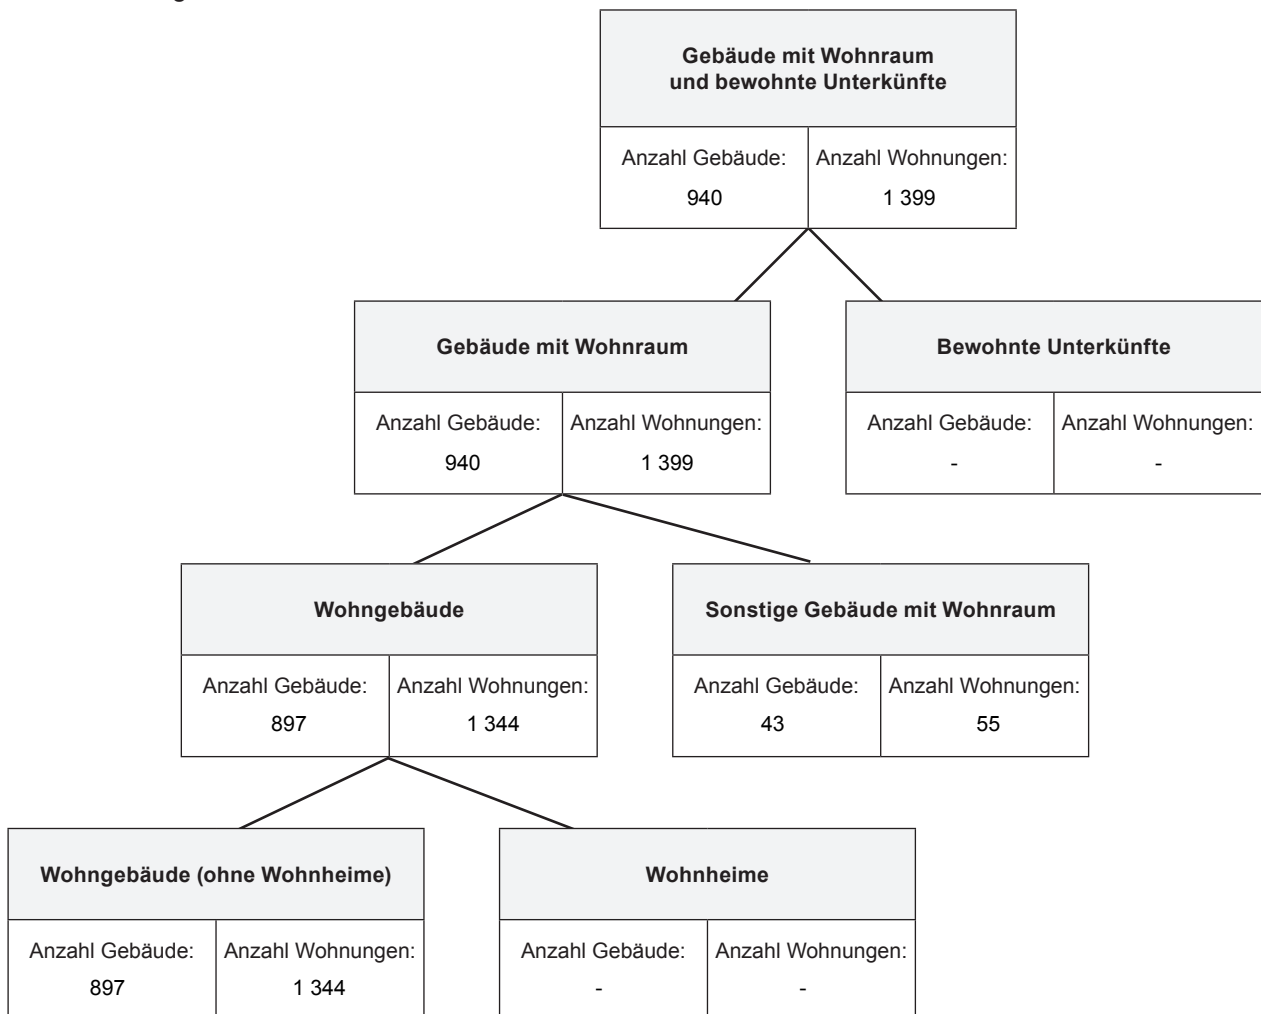 Gebäude mit Wohnraum
und bewohnte Unterkünfte
Anzahl Gebäude: Anzahl Wohnungen:
940 1 399
Gebäude mit Wohnraum
Anzahl Gebäude: Anzahl Wohnungen:
940 1 399
Bewohnte Unterkünfte
Anzahl Gebäude: Anzahl Wohnungen:
- -
Wohngebäude
Anzahl Gebäude: Anzahl Wohnungen:
897 1 344
Sonstige Gebäude mit Wohnraum
Anzahl Gebäude: Anzahl Wohnungen:
43 55
Wohngebäude (ohne Wohnheime)
Anzahl Gebäude: Anzahl Wohnungen:
897 1 344
Wohnheime
Anzahl Gebäude: Anzahl Wohnungen:
- -